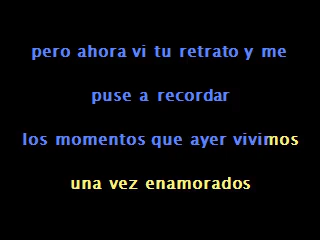 pero ahora vi tu retrato y me
puse a recordar
los momentos que ayer vivimos
una vez enamorados